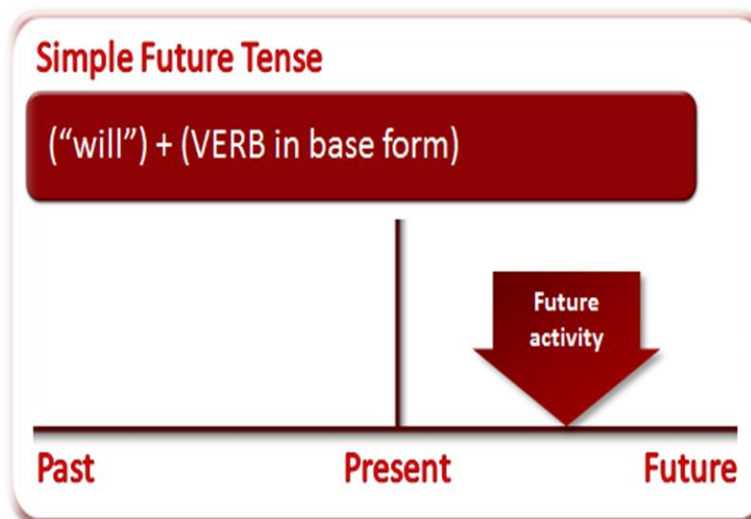 Simple Future Tense
(“will”) + (VERB in base form)
Future
activity
Past Present Future